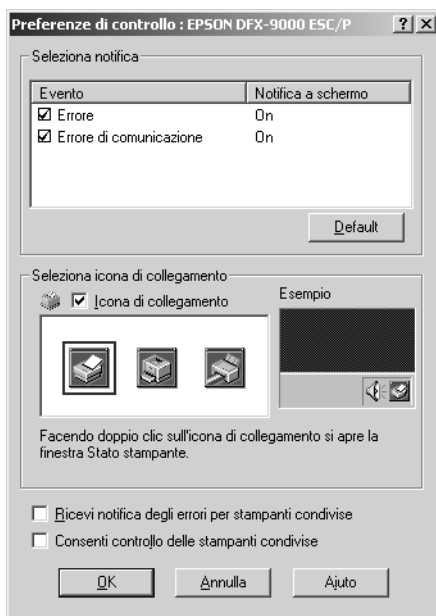 Preferenze di controllo : EPSON DFX-9000 ESC/P
Seleziona notifica
Evento Notifica a schermo
Errore On
Errore di comunicazione On
Default
Seleziona icona di collegamento
Icona di collegamento
Esempio
Facendo doppio clic sull'icona di collegamento si apre la
finestra Stato stampante.
Ricevi notifica degli errori per stampanti condivise
Consenti controllo delle stampanti condivise
OK Annulla Aiuto